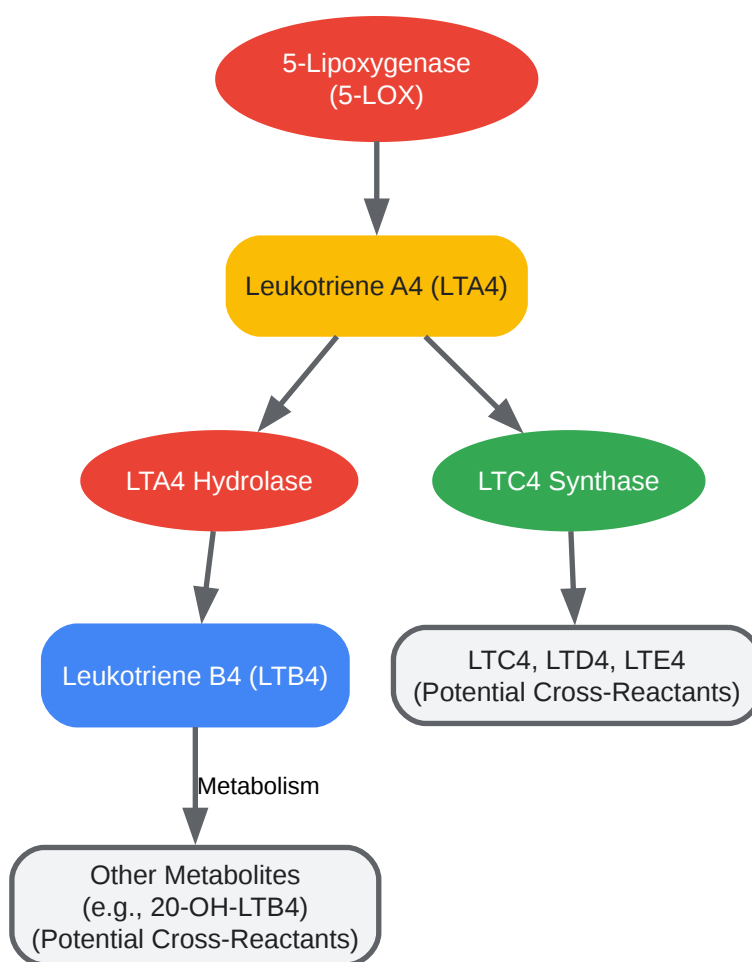 5-Lipoxygenase
(5-LOX)
Leukotriene A4 (LTA4)
LTA4 Hydrolase
LTC4 Synthase
Leukotriene B4 (LTB4)
LTC4, LTD4, LTE4
(Potential Cross-Reactants)
Metabolism
Other Metabolites
(e.g., 20-OH-LTB4)
(Potential Cross-Reactants)